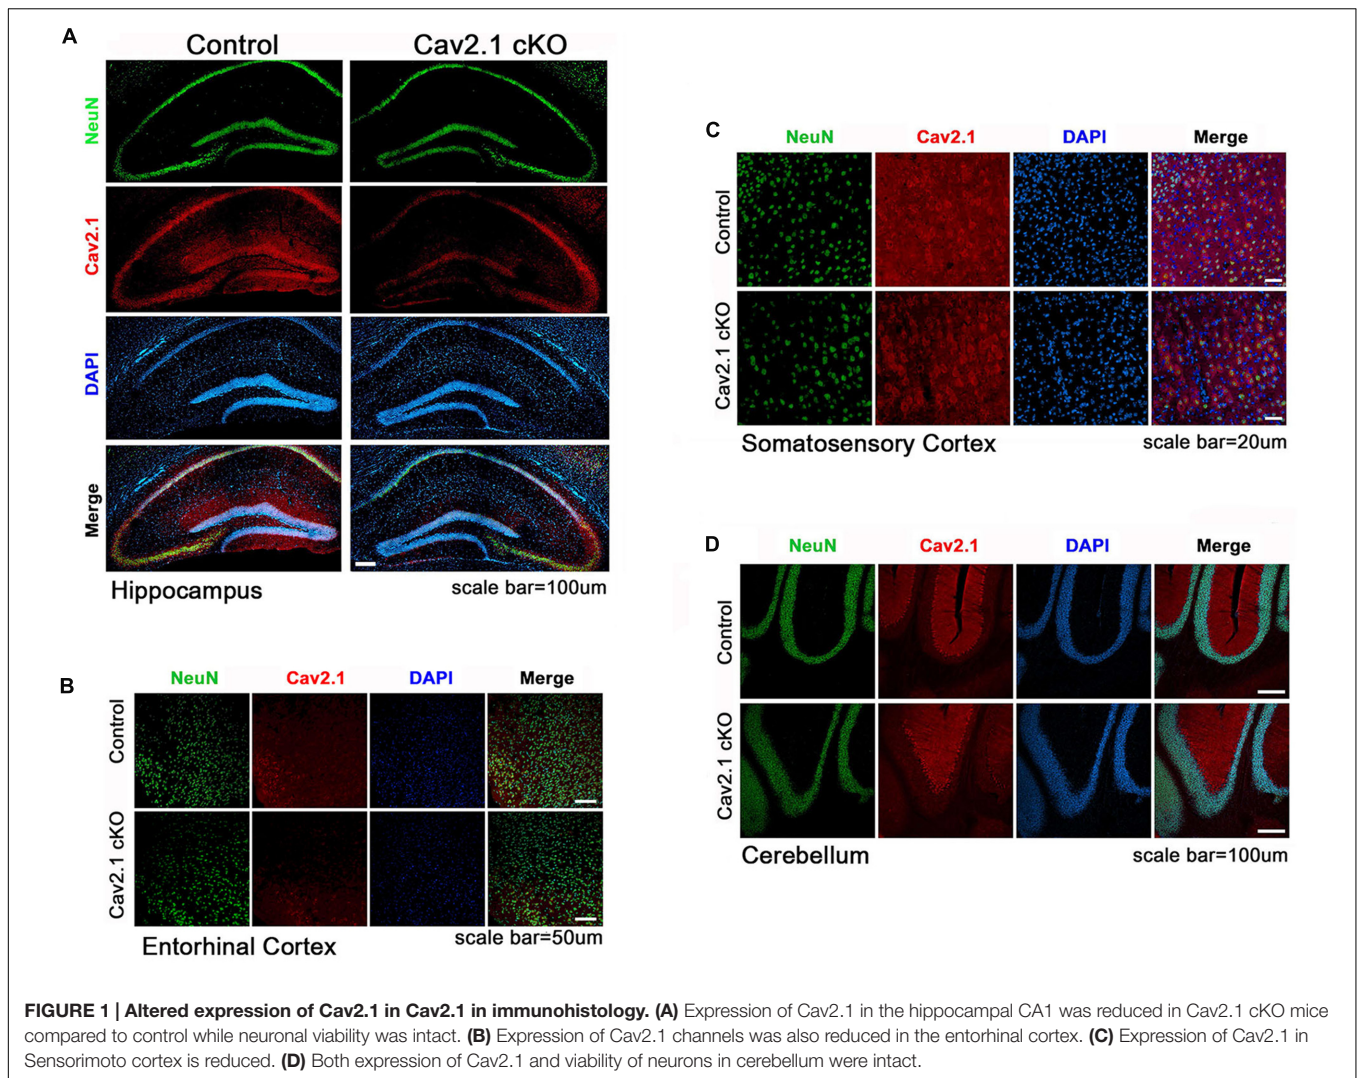 A
Control
Cav2.1 cKO
NeuN
Cav2.1
DAPI
Merge
Hippocampus
scale bar=100um
B
NeuN
Cav2.1
DAPI
Merge
Control
Cav2.1 cKO
Entorhinal Cortex
scale bar=50um
C
NeuN
Cav2.1
DAPI
Merge
Control
Cav2.1 cKO
Somatosensory Cortex
scale bar=20um
D
NeuN
Cav2.1
DAPI
Merge
Control
Cav2.1 cKO
Cerebellum
scale bar=100um
FIGURE 1 | Altered expression of Cav2.1 in Cav2.1 in immunohistology. (A) Expression of Cav2.1 in the hippocampal CA1 was reduced in Cav2.1 cKO mice
compared to control while neuronal viability was intact. (B) Expression of Cav2.1 channels was also reduced in the entorhinal cortex. (C) Expression of Cav2.1 in
Sensorimoto cortex is reduced. (D) Both expression of Cav2.1 and viability of neurons in cerebellum were intact.